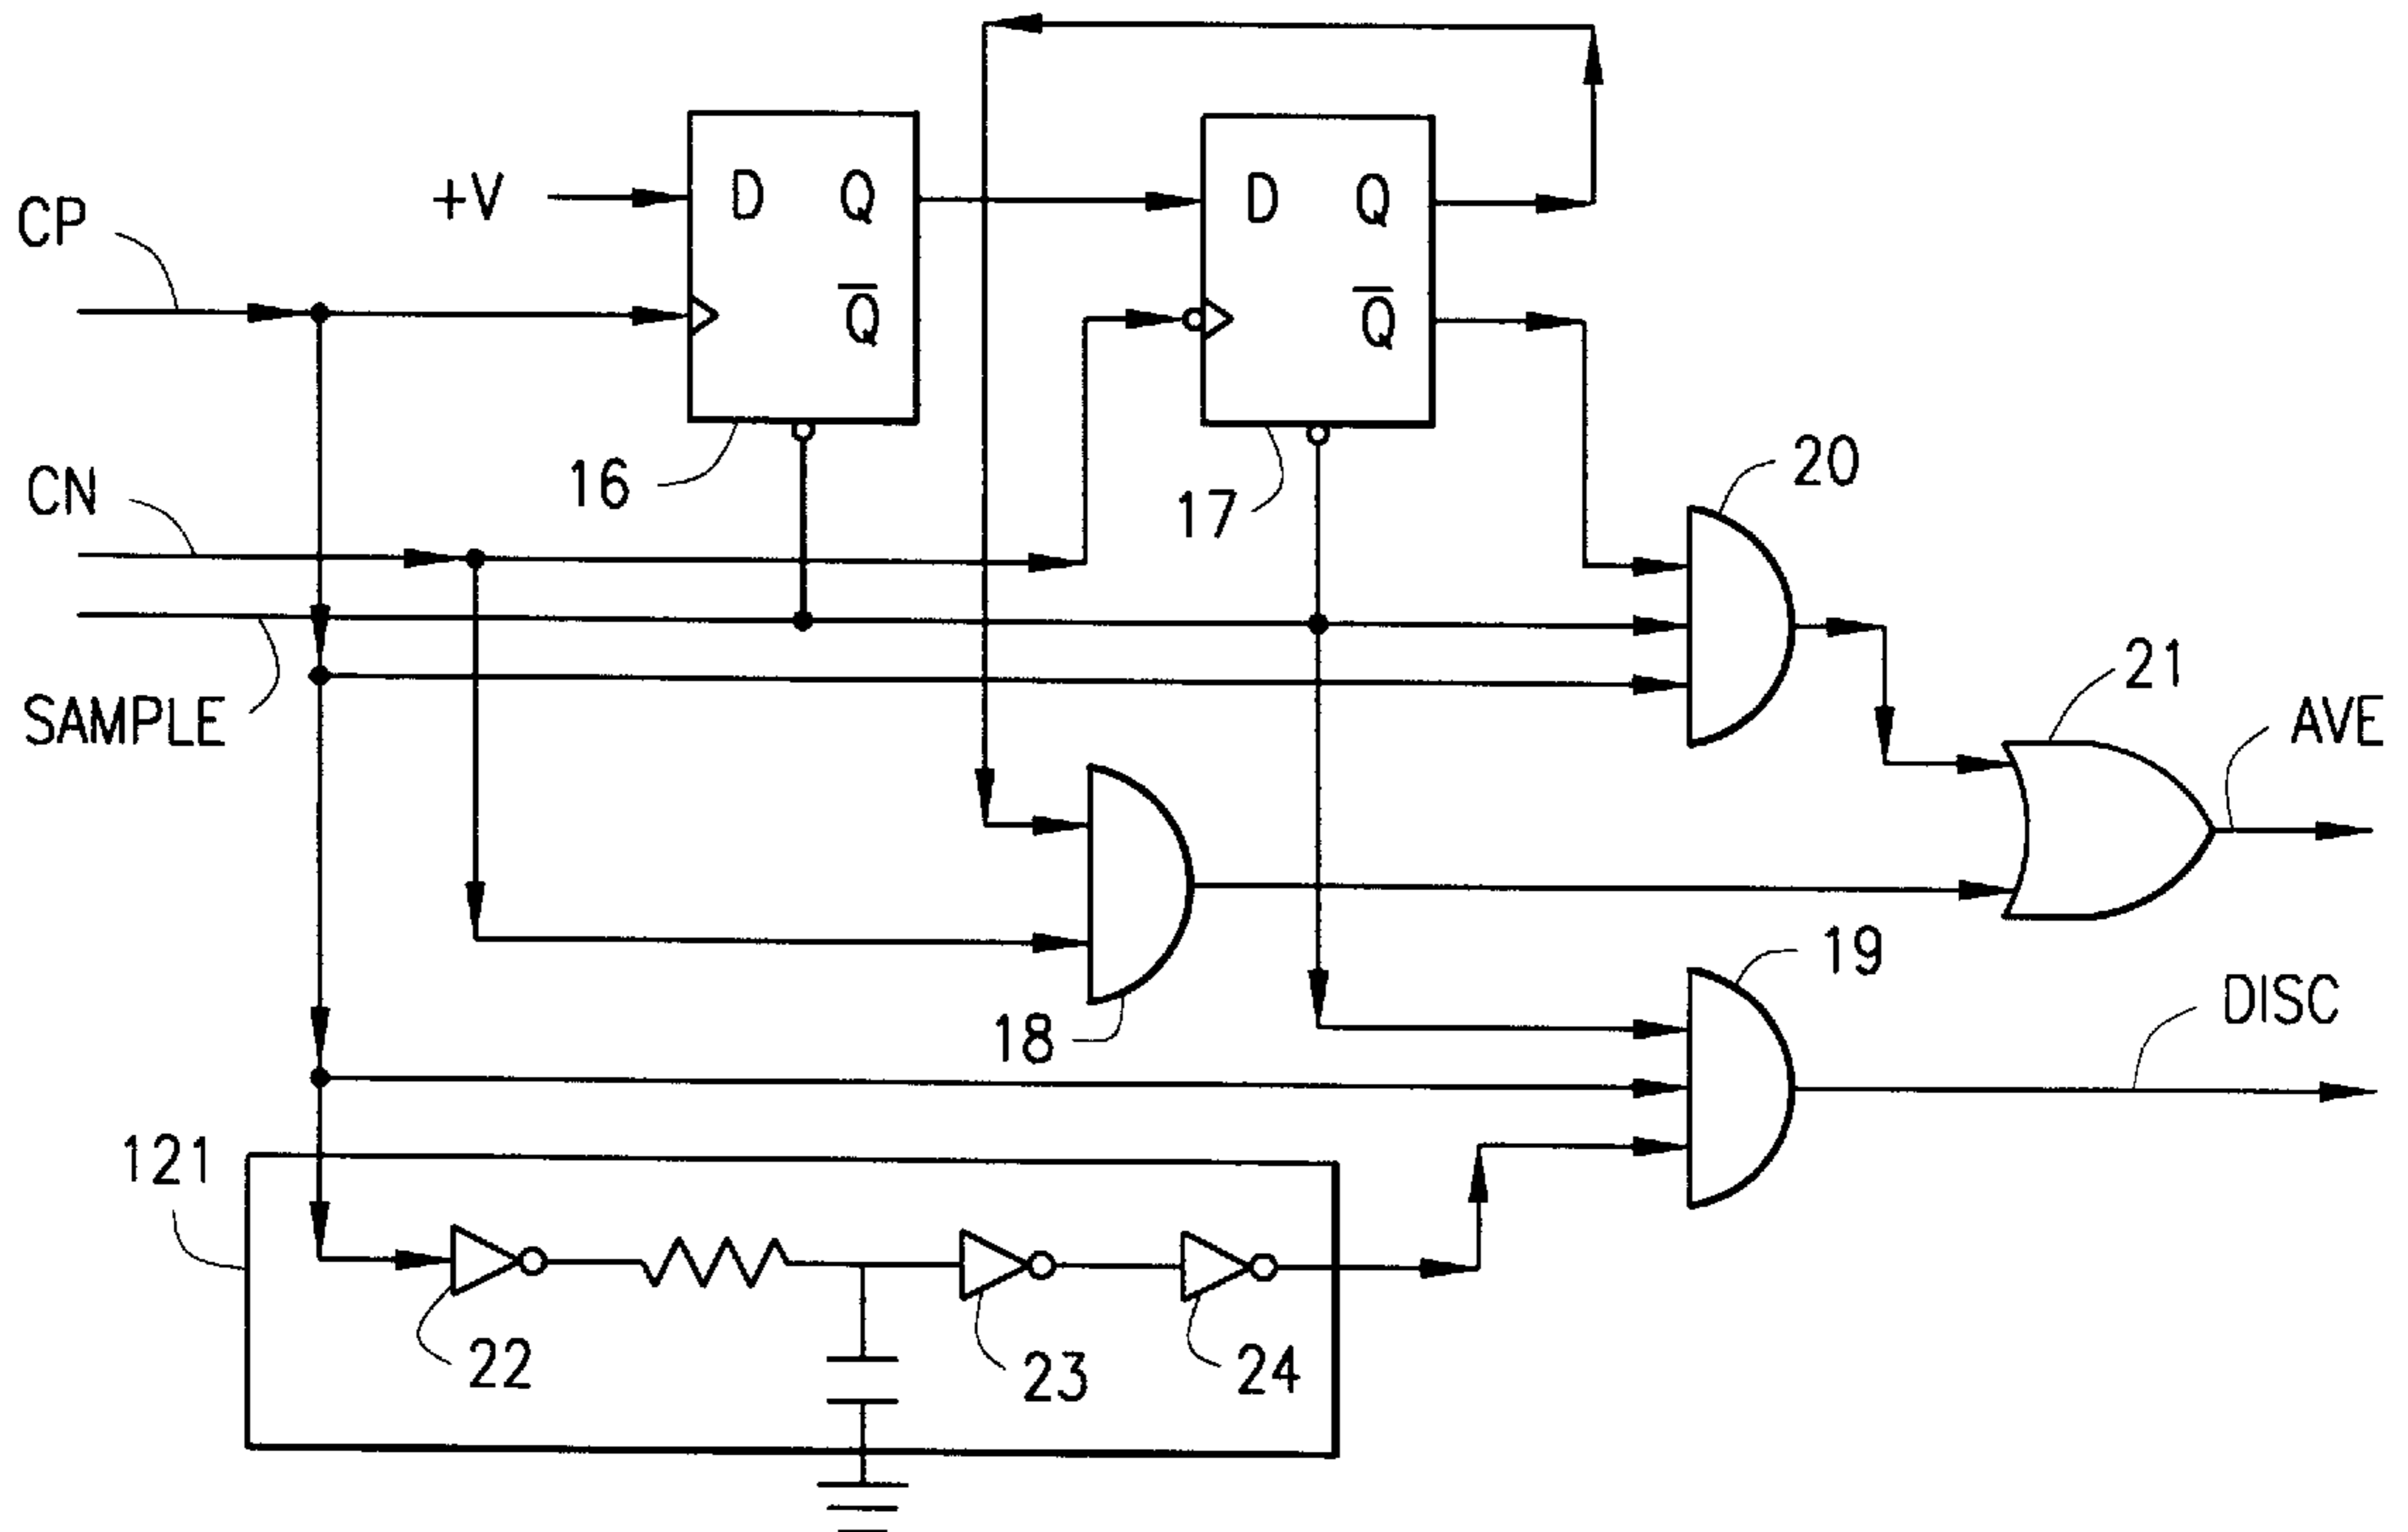 +V
D Q
Q̅
D Q
Q̅
CP
16
17
CN
20
SAMPLE
21
AVE
18
19
DISC
121
22
23
24